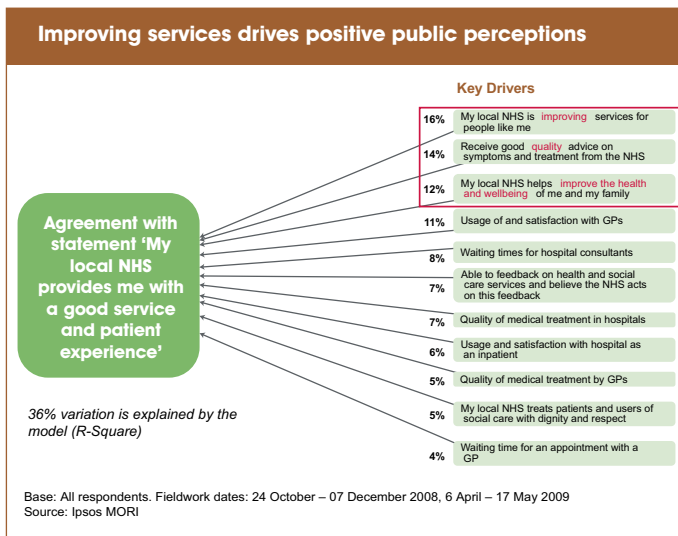 Improving services drives positive public perceptions
Key Drivers
16%
My local NHS is improving services for
people like me
14%
Receive good quality advice on
symptoms and treatment from the NHS
12%
My local NHS helps improve the health
and wellbeing of me and my family
11%
Usage of and satisfaction with GPs
8%
Waiting times for hospital consultants
7%
Able to feedback on health and social
care services and believe the NHS acts
on this feedback
7%
Quality of medical treatment in hospitals
6%
Usage and satisfaction with hospital as
an inpatient
5%
Quality of medical treatment by GPs
5%
My local NHS treats patients and users of
social care with dignity and respect
4%
Waiting time for an appointment with a
GP
Agreement with
statement ‘My
local NHS
provides me with
a good service
and patient
experience’
36% variation is explained by the
model (R-Square)
Base: All respondents. Fieldwork dates: 24 October – 07 December 2008, 6 April – 17 May 2009
Source: Ipsos MORI